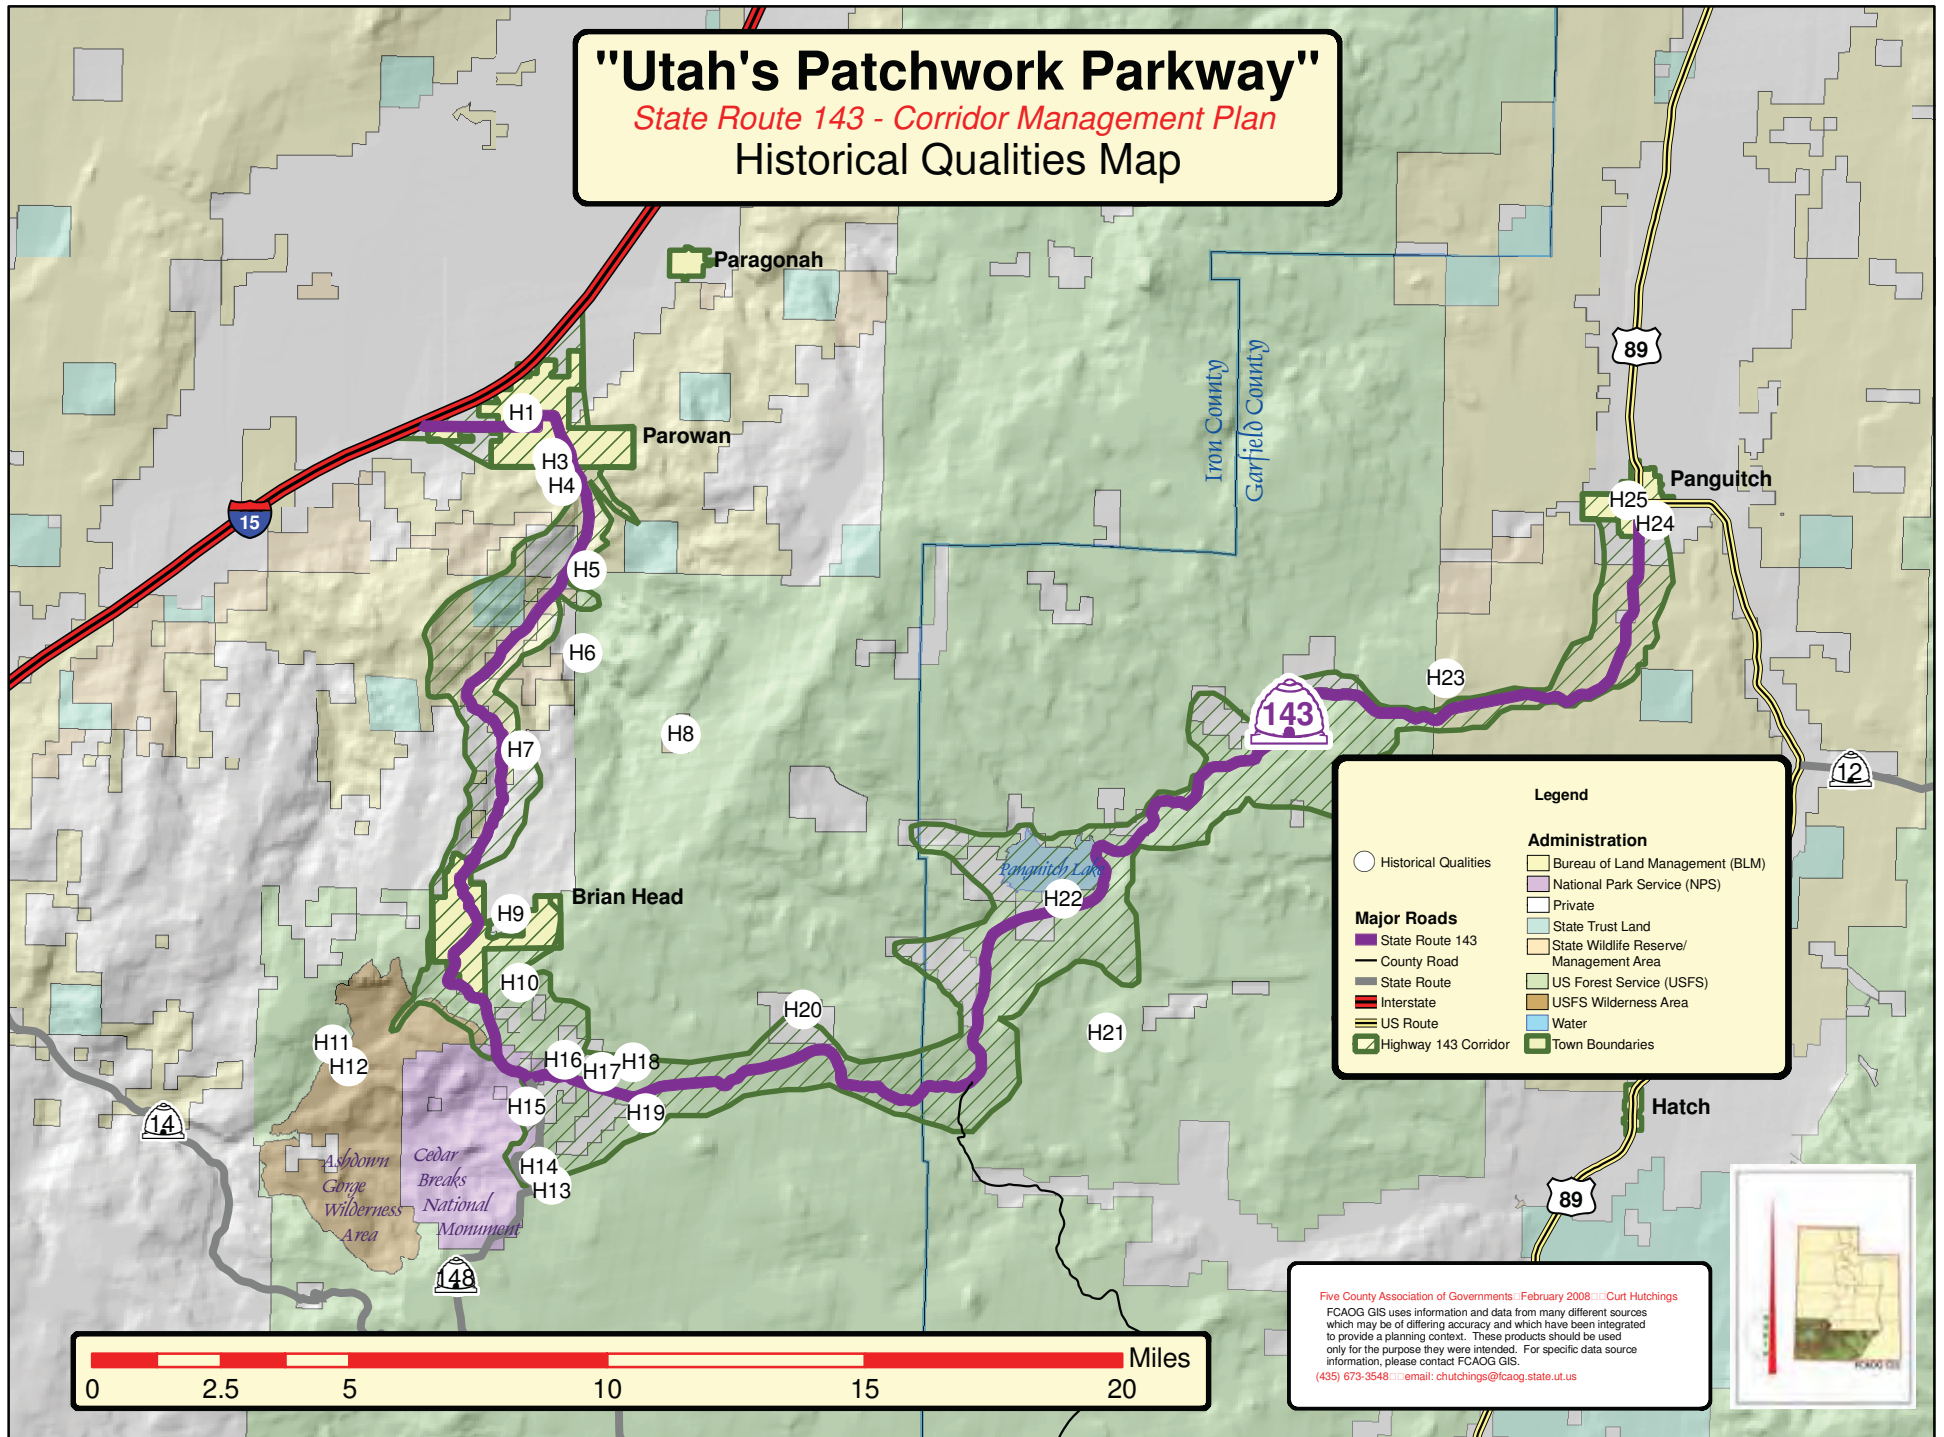 "Utah's Patchwork Parkway"
State Route 143 - Corridor Management Plan
Historical Qualities Map
Paragonah
Iron County
Garfield County
89
H1
Parowan
H3
H4
15
Panguitch
H25
H24
H5
H6
H23
H8
143
H7
12
Panguitch Lake
H22
Brian Head
H9
H10
H20
H21
H11
H12
H16
H17
H18
H15
H19
14
Hatch
H14
H13
Ashdown
Gorge
Wilderness
Area
Cedar
Breaks
National
Monument
89
148
Legend
Historical Qualities
Major Roads
State Route 143
County Road
State Route
Interstate
US Route
Highway 143 Corridor
Administration
Bureau of Land Management (BLM)
National Park Service (NPS)
Private
State Trust Land
State Wildlife Reserve/
Management Area
US Forest Service (USFS)
USFS Wilderness Area
Water
Town Boundaries
Five County Association of Governments□February 2008□□Curt Hutchings
FCAOG GIS uses information and data from many different sources
which may be of differing accuracy and which have been integrated
to provide a planning context. These products should be used
only for the purpose they were intended. For specific data source
information, please contact FCAOG GIS.
(435) 673-3548□□email: chutchings@fcaog.state.ut.us
FCAOG GIS
Miles
0 2.5 5 10 15 20